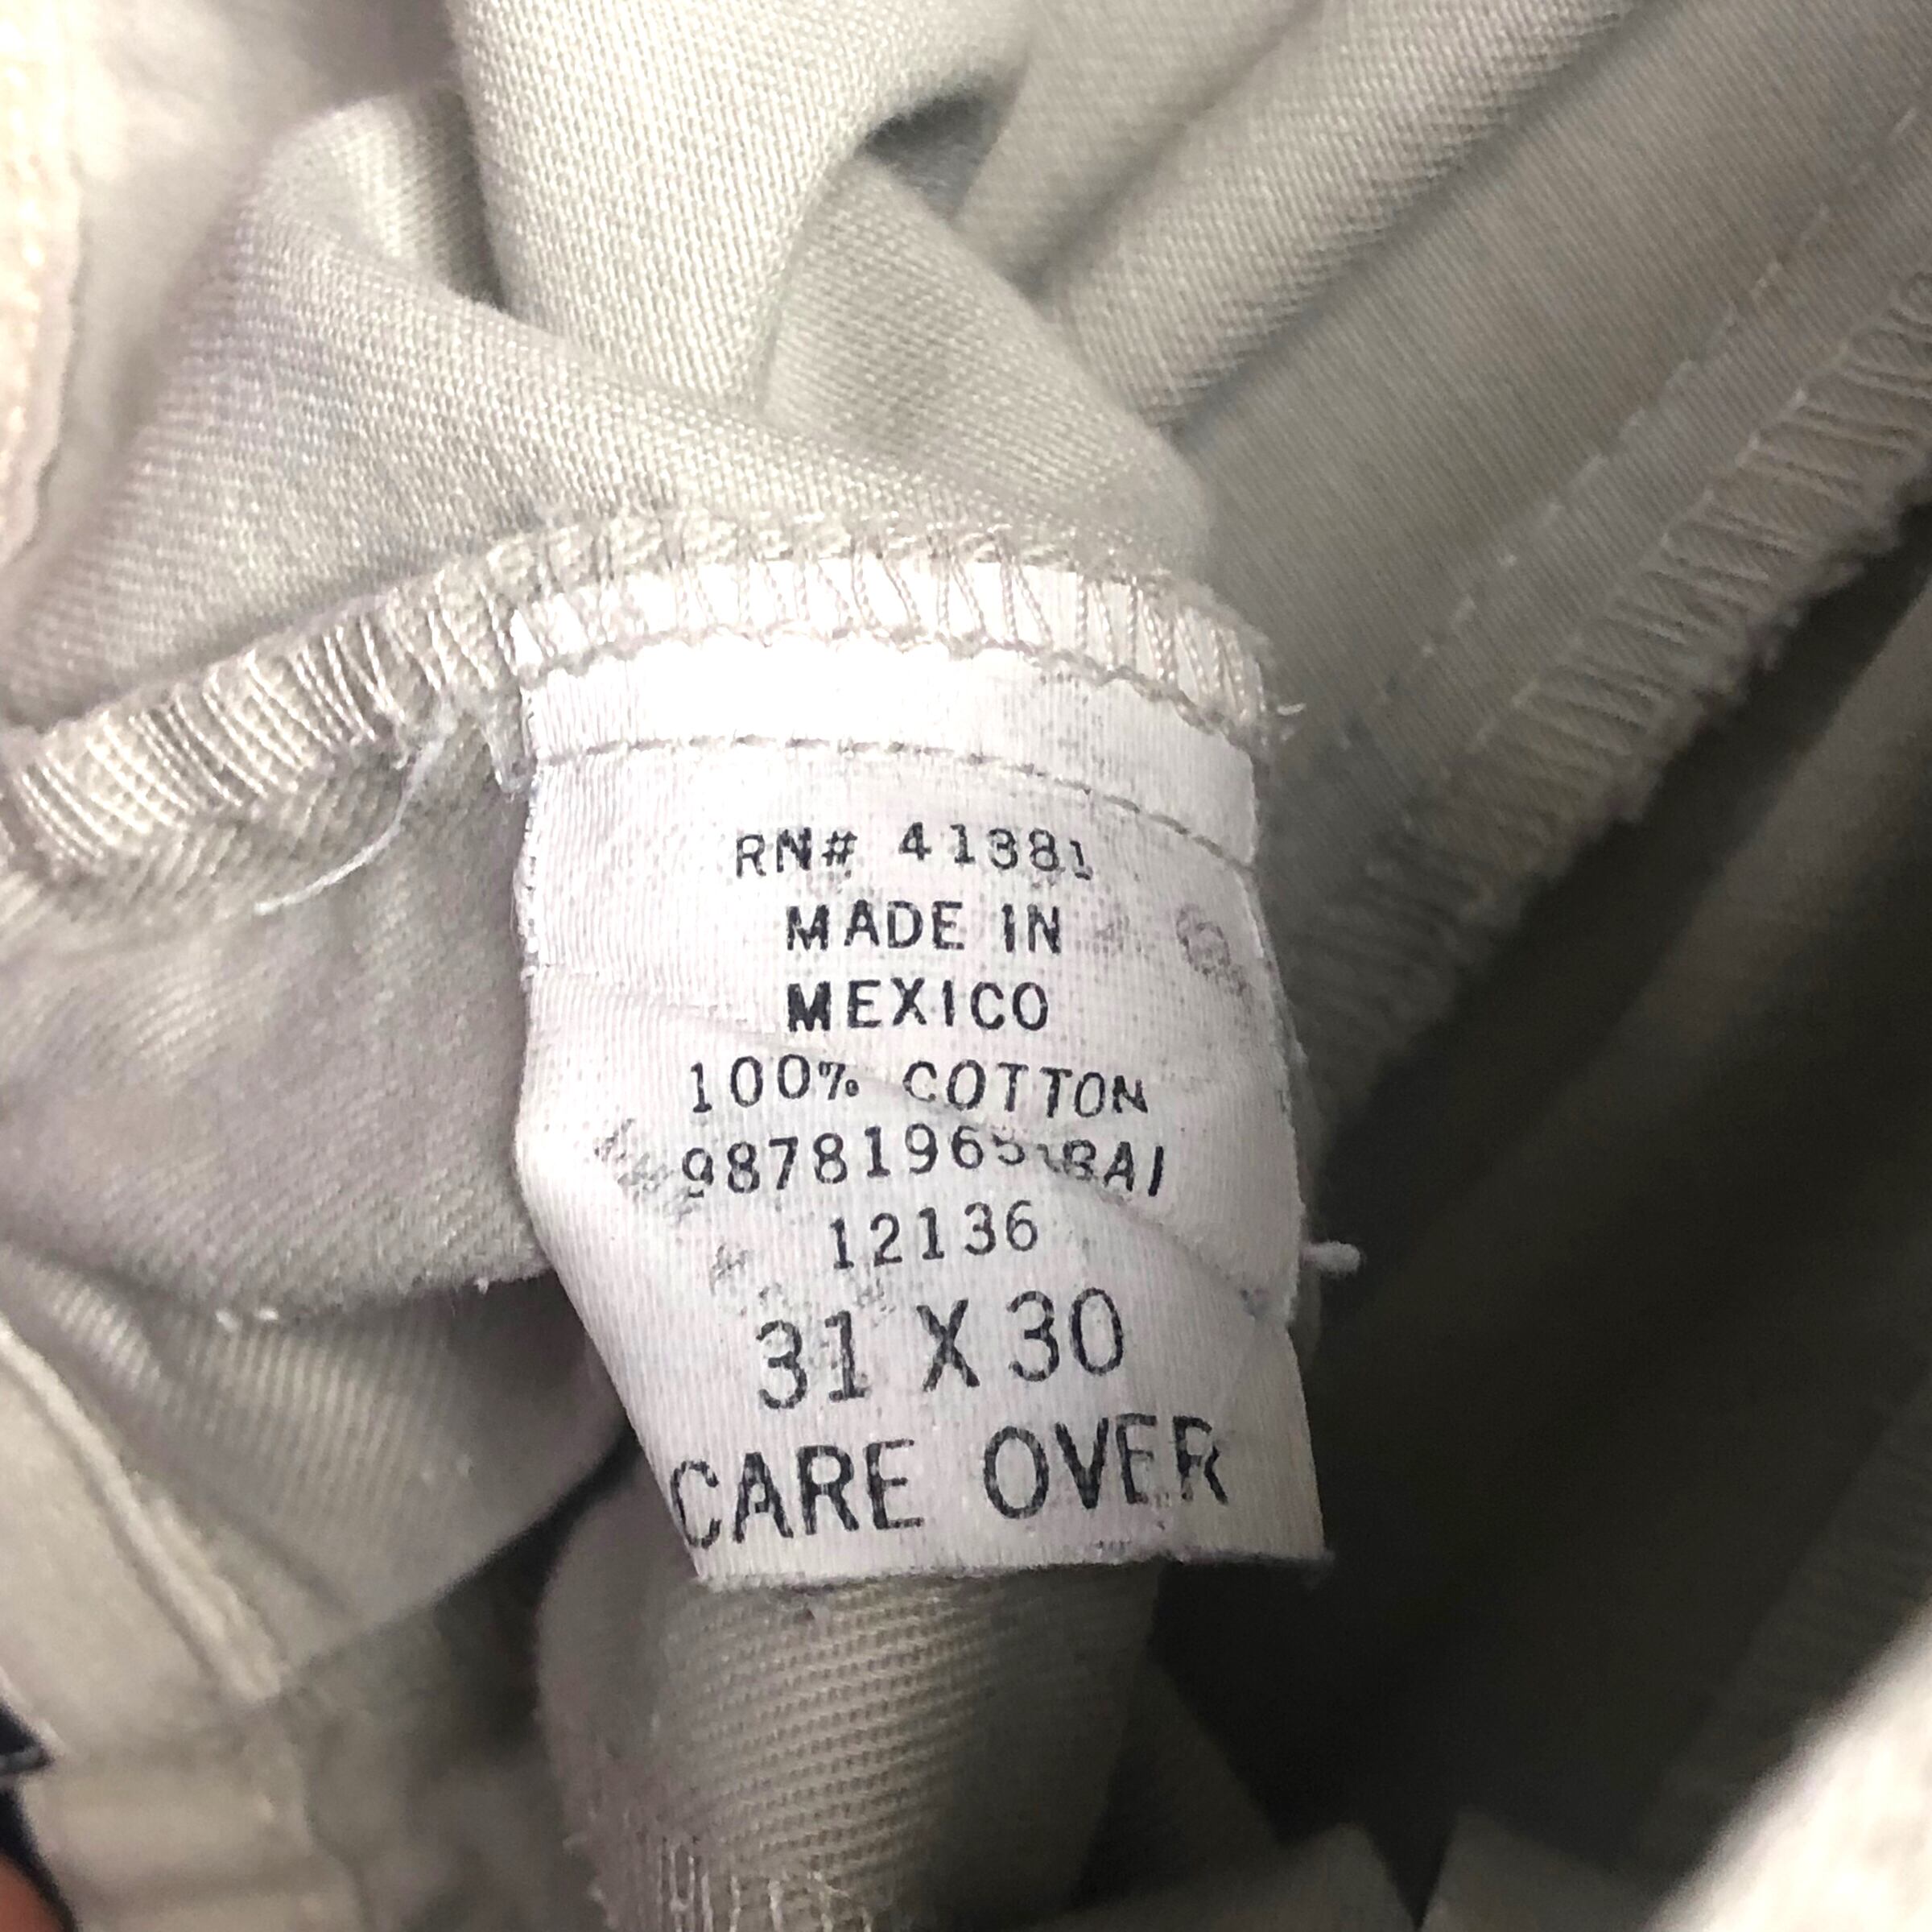 RN# 41381
MADE IN
MEXICO
100% COTTON
12136
31 X 30
CARE OVER